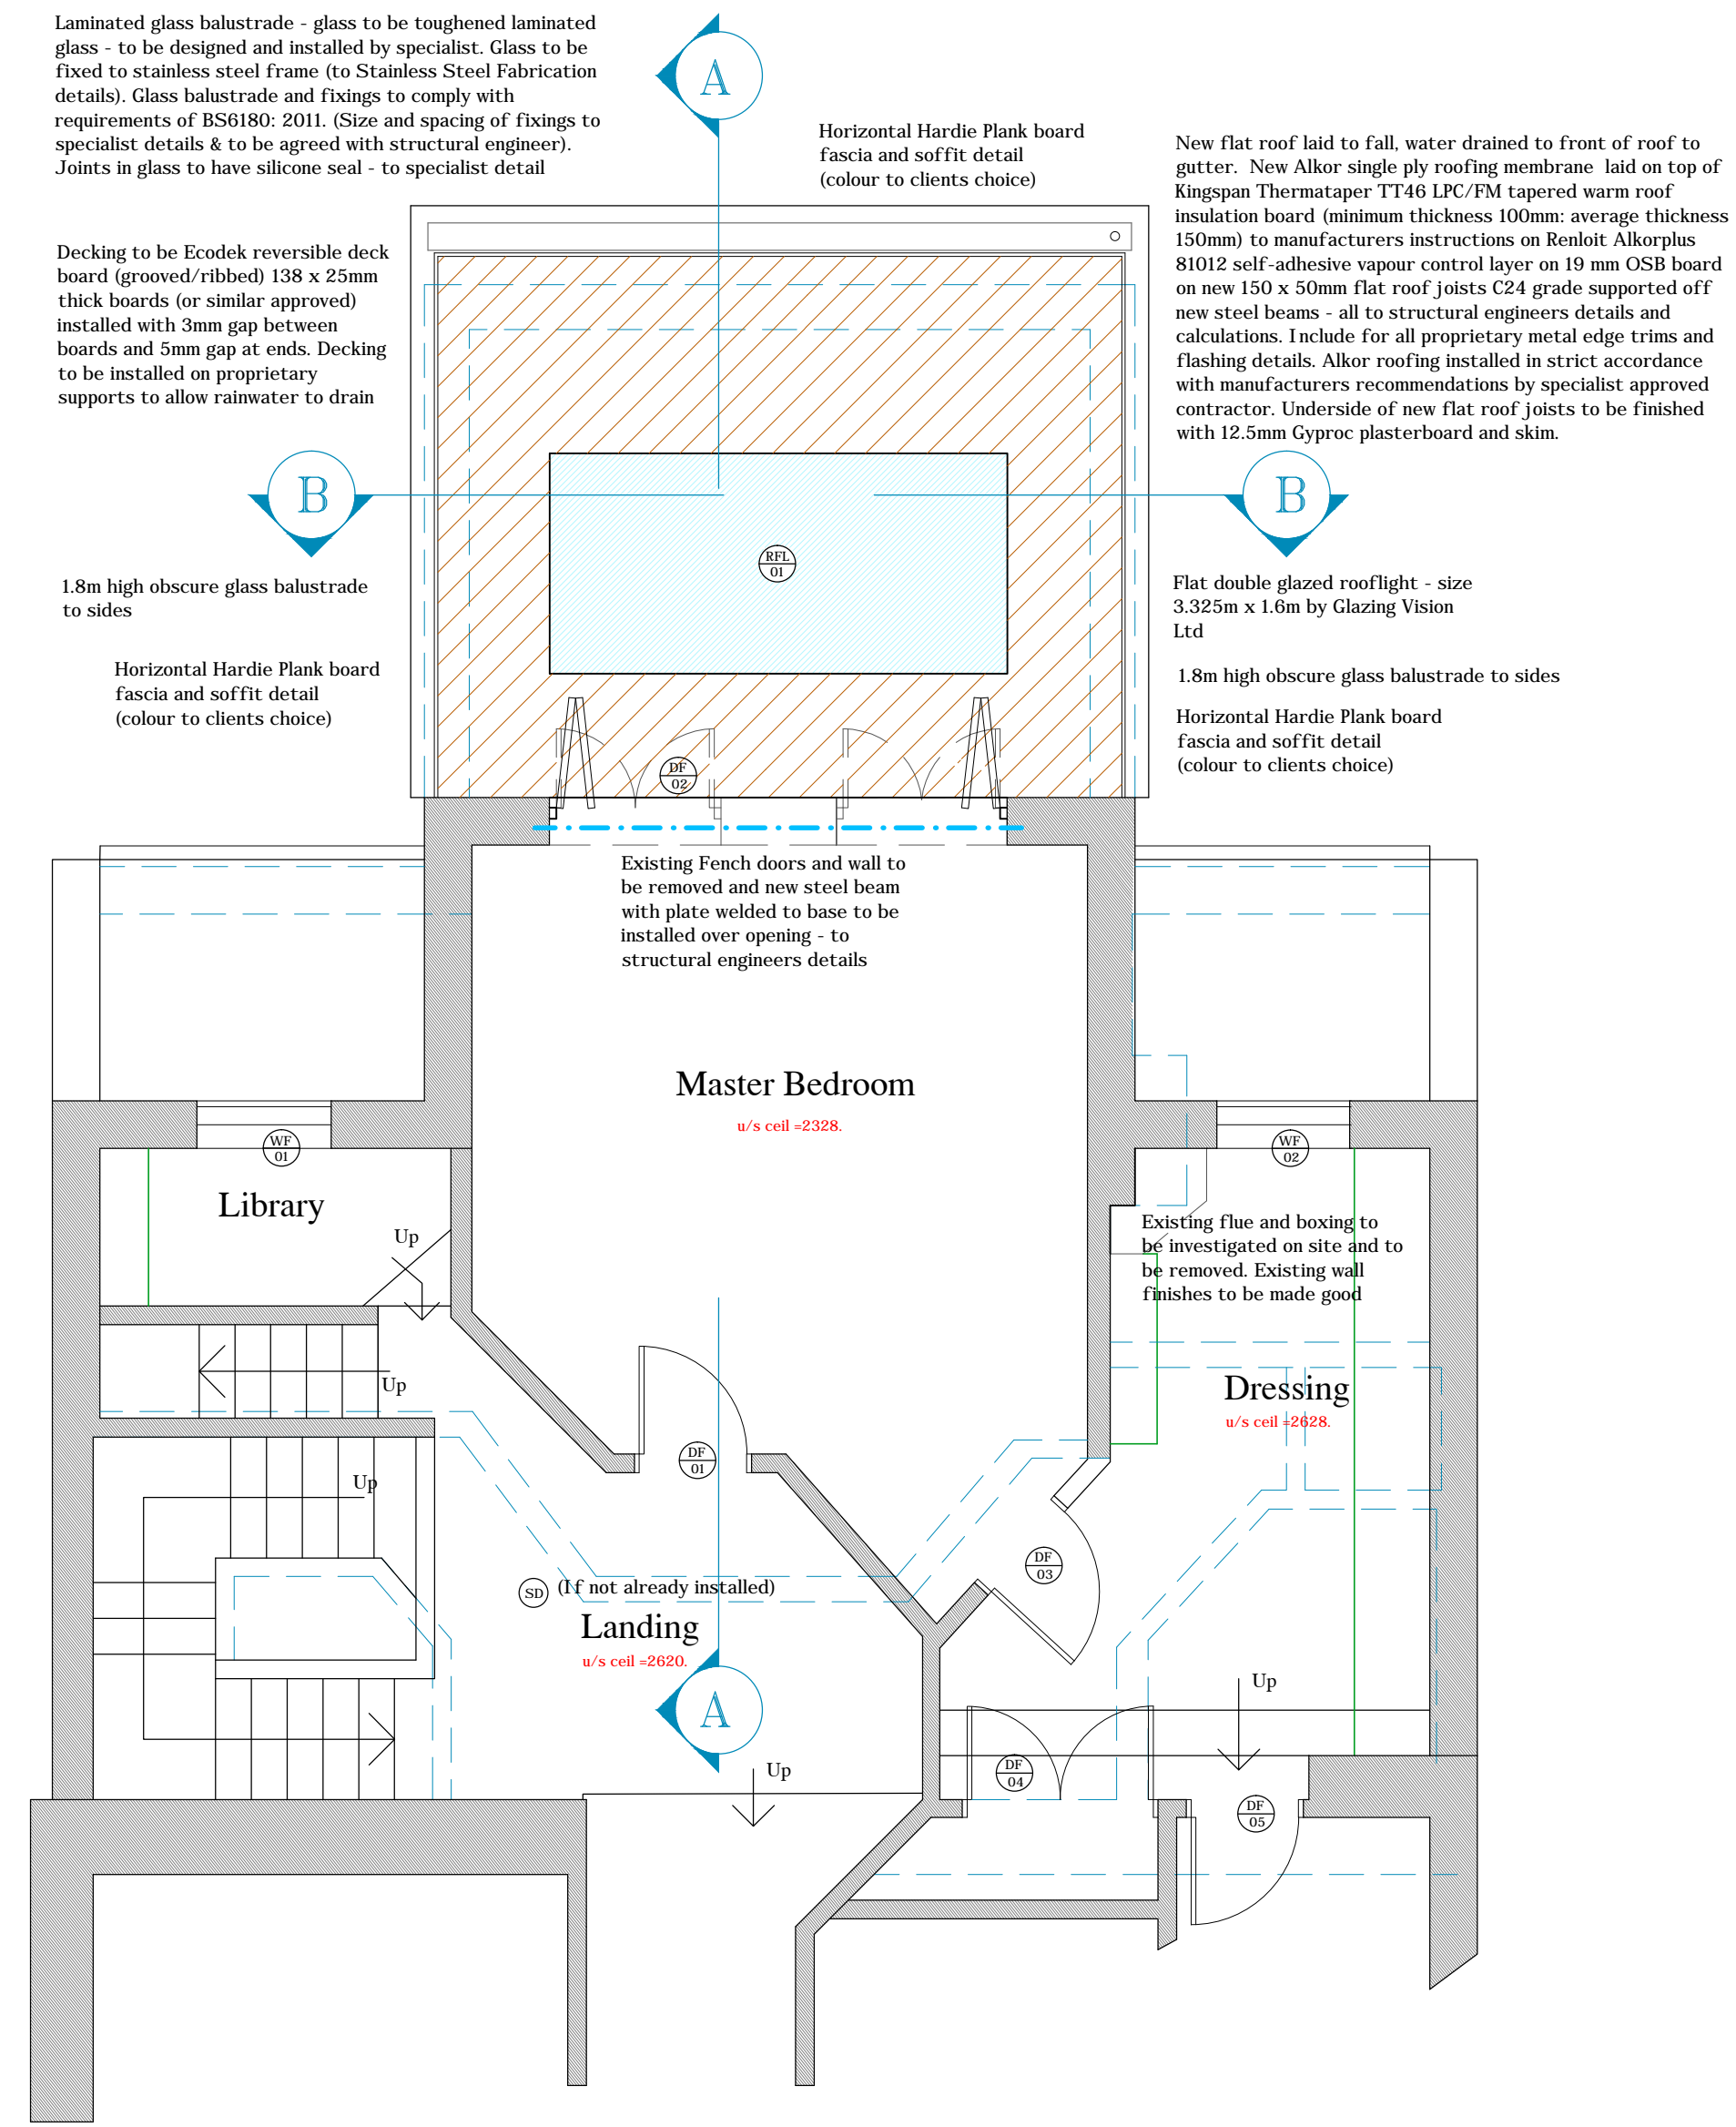 Laminated glass balustrade - glass to be toughened laminated
glass - to be designed and installed by specialist. Glass to be
fixed to stainless steel frame (to Stainless Steel Fabrication
details). Glass balustrade and fixings to comply with
requirements of BS6180: 2011. (Size and spacing of fixings to
specialist details & to be agreed with structural engineer).
Joints in glass to have silicone seal - to specialist detail
A
Horizontal Hardie Plank board
fascia and soffit detail
(colour to clients choice)
New flat roof laid to fall, water drained to front of roof to
gutter. New Alkor single ply roofing membrane laid on top of
Kingspan Thermataper TT46 LPC/FM tapered warm roof
insulation board (minimum thickness 100mm: average thickness
150mm) to manufacturers instructions on Renloit Alkorplus
81012 self-adhesive vapour control layer on 19 mm OSB board
on new 150 x 50mm flat roof joists C24 grade supported off
new steel beams - all to structural engineers details and
calculations. Include for all proprietary metal edge trims and
flashing details. Alkor roofing installed in strict accordance
with manufacturers recommendations by specialist approved
contractor. Underside of new flat roof joists to be finished
with 12.5mm Gyproc plasterboard and skim.
Decking to be Ecodek reversible deck
board (grooved/ribbed) 138 x 25mm
thick boards (or similar approved)
installed with 3mm gap between
boards and 5mm gap at ends. Decking
to be installed on proprietary
supports to allow rainwater to drain
B
B
RFL
01
1.8m high obscure glass balustrade
to sides
Flat double glazed rooflight - size
3.325m x 1.6m by Glazing Vision
Ltd
Horizontal Hardie Plank board
fascia and soffit detail
(colour to clients choice)
1.8m high obscure glass balustrade to sides
Horizontal Hardie Plank board
fascia and soffit detail
(colour to clients choice)
DF
02
Existing Fench doors and wall to
be removed and new steel beam
with plate welded to base to be
installed over opening - to
structural engineers details
Master Bedroom
u/s ceil =2328.
WF
01
WF
02
Library
Up
Existing flue and boxing to
be investigated on site and to
be removed. Existing wall
finishes to be made good
Up
Dressing
u/s ceil =2628.
DF
01
Up
DF
03
SD
(If not already installed)
Landing
u/s ceil =2620.
A
Up
Up
DF
04
DF
05